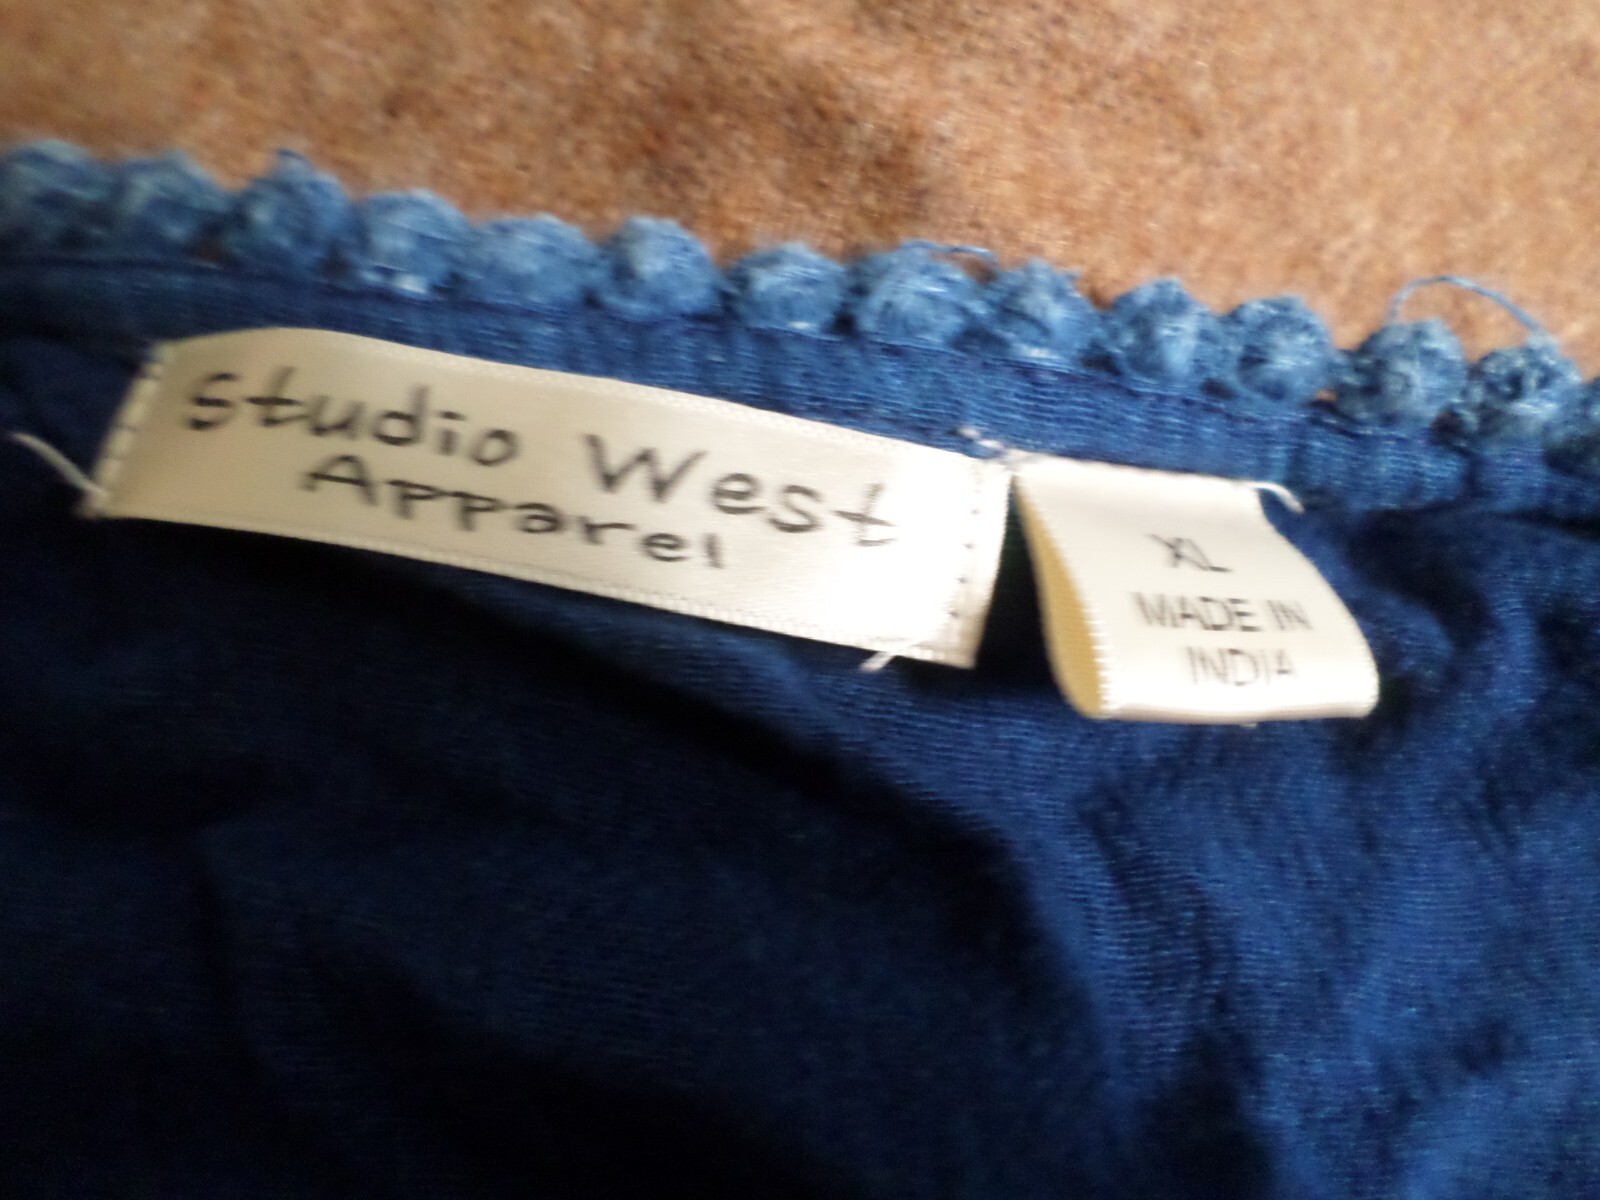 Studio West
Apparel
XL
MADE IN
INDIA